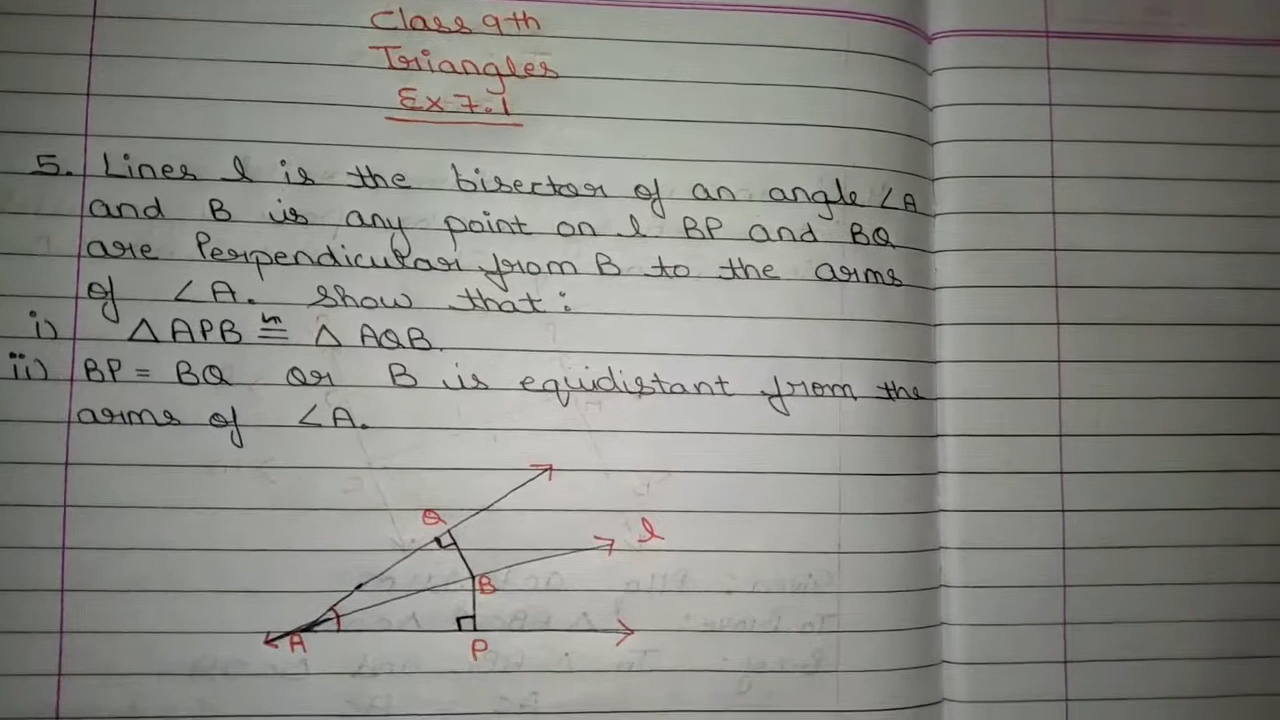 Class 9th
Triangles
Ex 7.1
5. Lines l is the bisector of an angle ∠A
and B is any point on l BP and BQ
are Perpendicular from B to the arms
of ∠A. show that:
i) △APB ≅ △AQB.
ii) BP = BQ or B is equidistant from the
arms of ∠A.
Q
l
B
A
P